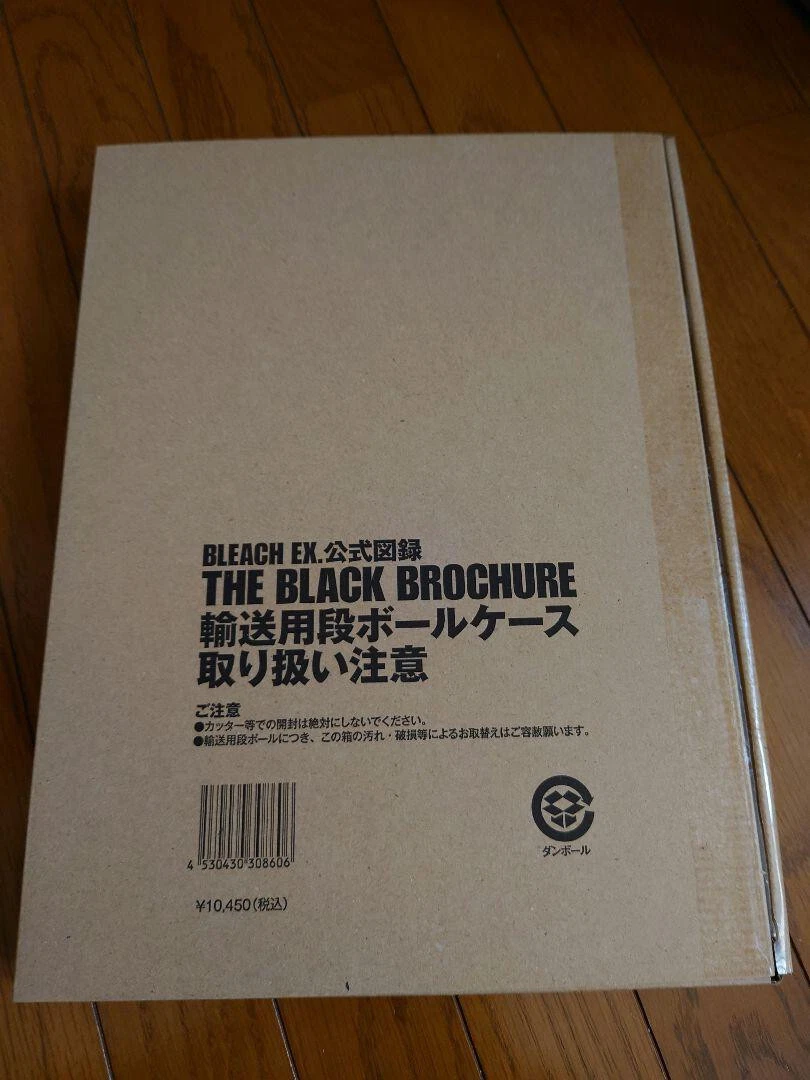 BLEACH EX.公式図録
THE BLACK BROCHURE
輸送用段ボールケース
取り扱い注意
ご注意
●カッター等での開封は絶対にしないでください。
●輸送用段ボールにつき、この箱の汚れ・破損等によるお取替えはご容赦願います。
4 530430 308606
ダンボール
¥10,450(税込)